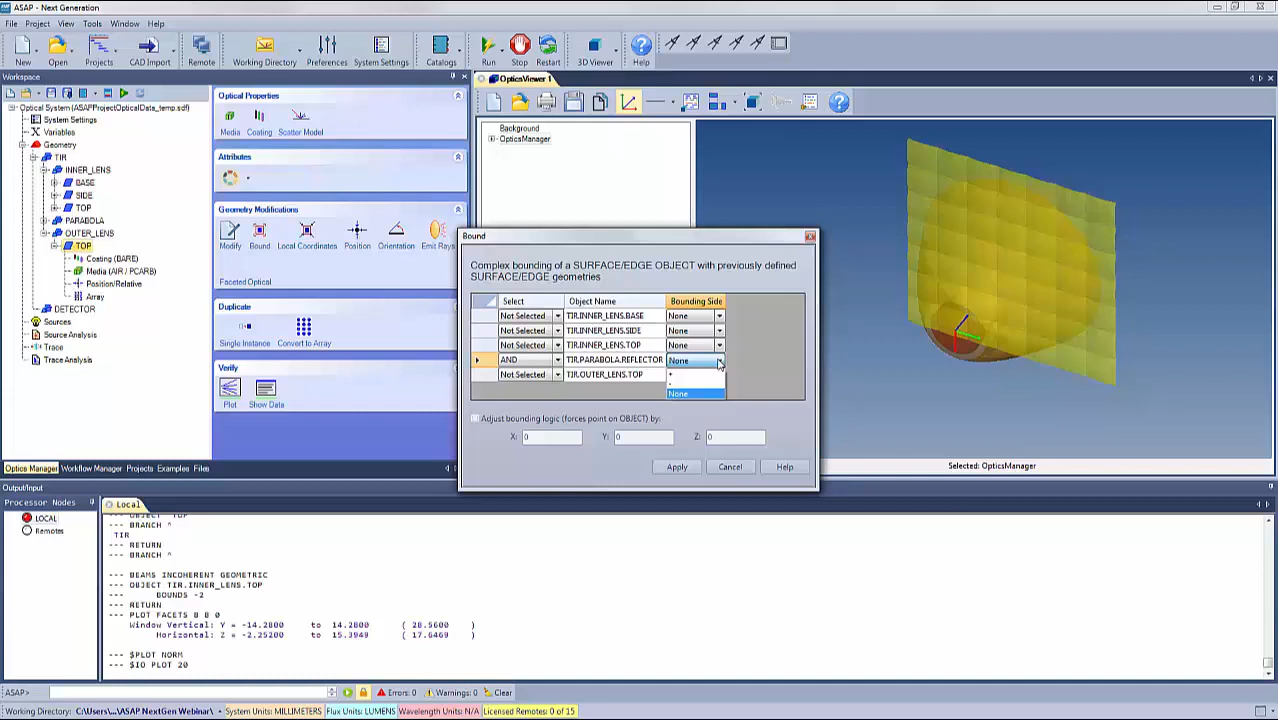 ASAP - Next Generation
File Project View Tools Window Help
New Open Projects CAD Import Remote Working Directory Preferences System Settings Catalogs Run Stop Restart 3D Viewer Help
Workspace
Optical System (ASAPProjectOpticalData_temp.sdf)
System Settings
Variables
Geometry
TIR
INNER_LENS
BASE
SIDE
TOP
PARABOLA
OUTER_LENS
TOP
Coating (BARE)
Media (AIR / PCARB)
Position/Relative
Array
DETECTOR
Sources
Source Analysis
Trace
Trace Analysis
Optics Manager Workflow Manager Projects Examples Files
Optical Properties
Media Coating Scatter Model
Attributes
Geometry Modifications
Modify Bound Local Coordinates Position Orientation Emit Rays
Faceted Optical
Duplicate
Single Instance Convert to Array
Verify
Plot Show Data
OpticsViewer 1
Background
OpticsManager
Selected: OpticsManager
Bound
Complex bounding of a SURFACE/EDGE OBJECT with previously defined
SURFACE/EDGE geometries
Select Object Name Bounding Side
Not Selected TIR.INNER_LENS.BASE None
Not Selected TIR.INNER_LENS.SIDE None
Not Selected TIR.INNER_LENS.TOP None
AND TIR.PARABOLA.REFLECTOR None
Not Selected TIR.OUTER_LENS.TOP
+
-
None
Adjust bounding logic (forces point on OBJECT) by:
X: 0 Y: 0 Z: 0
Apply Cancel Help
Output/Input
Processor Nodes
LOCAL
Remotes
Local
--- OBJECT 'TOP'
--- BRANCH ^
TIR
--- RETURN
--- BRANCH ^
---
--- BEAMS INCOHERENT GEOMETRIC
--- OBJECT TIR.INNER_LENS.TOP
--- BOUNDS -2
--- RETURN
--- PLOT FACETS 8 8 0
Window Vertical: Y = -14.2800 to 14.2800 ( 28.5600 )
Horizontal: Z = -2.25200 to 15.3949 ( 17.6469 )
--- $PLOT NORM
--- $IO PLOT 20
ASAP> Errors: 0 Warnings: 0 Clear
Working Directory: C:\Users\...\ASAP NextGen Webinar\ System Units: MILLIMETERS Flux Units: LUMENS Wavelength Units: N/A Licensed Remotes: 0 of 15